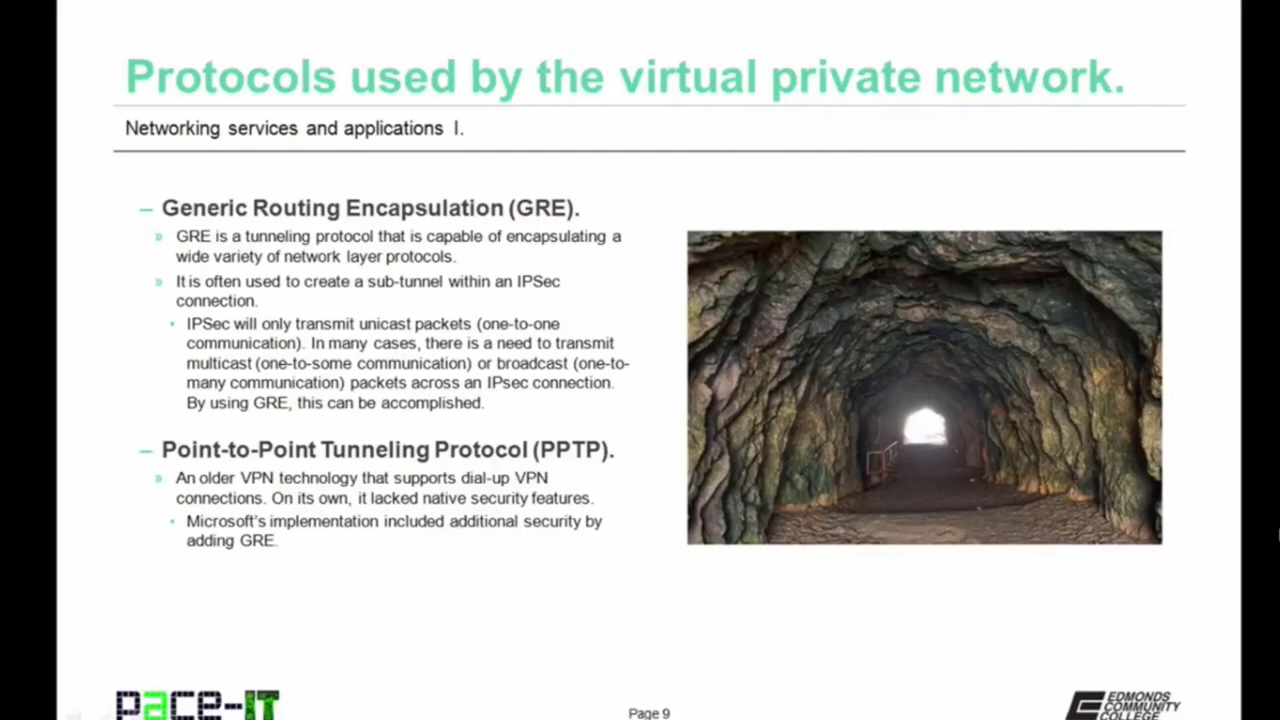 Protocols used by the virtual private network.
Networking services and applications I.
– Generic Routing Encapsulation (GRE).
» GRE is a tunneling protocol that is capable of encapsulating a
wide variety of network layer protocols.
» It is often used to create a sub-tunnel within an IPSec
connection.
• IPSec will only transmit unicast packets (one-to-one
communication). In many cases, there is a need to transmit
multicast (one-to-some communication) or broadcast (one-to-
many communication) packets across an IPsec connection.
By using GRE, this can be accomplished.
– Point-to-Point Tunneling Protocol (PPTP).
» An older VPN technology that supports dial-up VPN
connections. On its own, it lacked native security features.
• Microsoft's implementation included additional security by
adding GRE.
pace-IT
Page 9
EDMONDS
COMMUNITY
COLLEGE